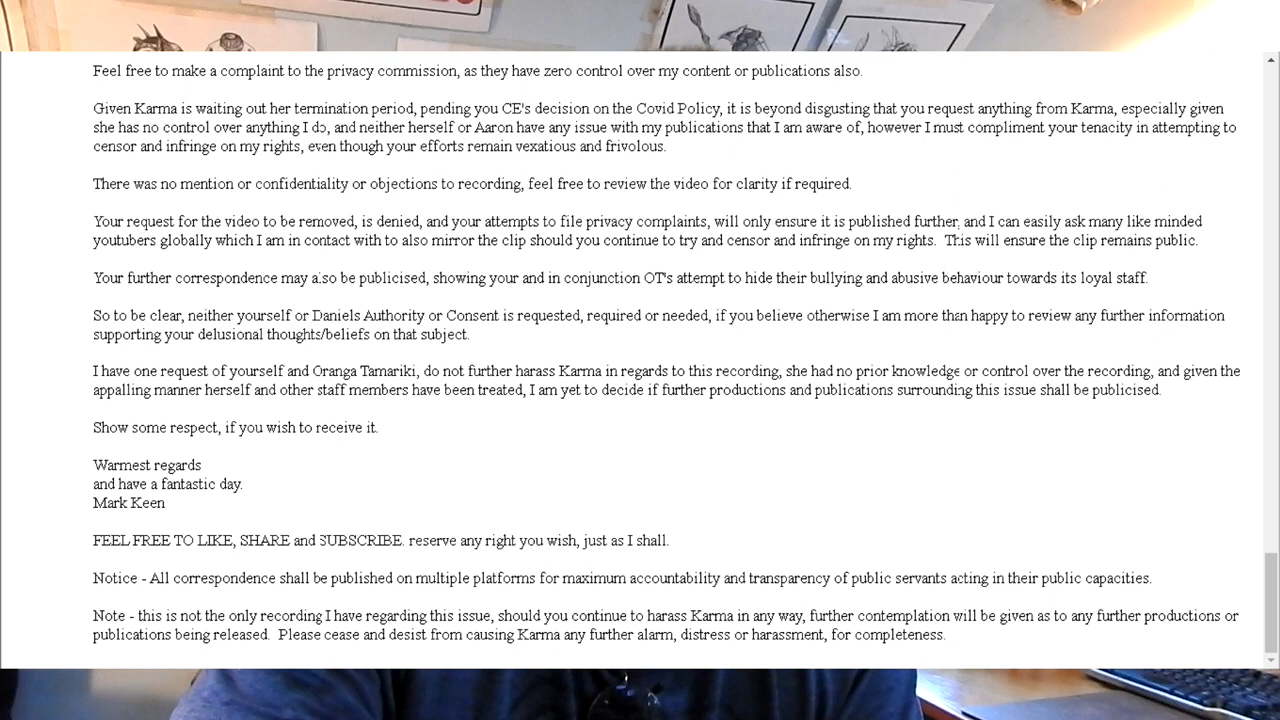 Feel free to make a complaint to the privacy commission, as they have zero control over my content or publications also.
Given Karma is waiting out her termination period, pending you CE's decision on the Covid Policy, it is beyond disgusting that you request anything from Karma, especially given
she has no control over anything I do, and neither herself or Aaron have any issue with my publications that I am aware of, however I must compliment your tenacity in attempting to
censor and infringe on my rights, even though your efforts remain vexatious and frivolous.
There was no mention or confidentiality or objections to recording, feel free to review the video for clarity if required.
Your request for the video to be removed, is denied, and your attempts to file privacy complaints, will only ensure it is published further, and I can easily ask many like minded
youtubers globally which I am in contact with to also mirror the clip should you continue to try and censor and infringe on my rights.  This will ensure the clip remains public.
Your further correspondence may also be publicised, showing your and in conjunction OT's attempt to hide their bullying and abusive behaviour towards its loyal staff.
So to be clear, neither yourself or Daniels Authority or Consent is requested, required or needed, if you believe otherwise I am more than happy to review any further information
supporting your delusional thoughts/beliefs on that subject.
I have one request of yourself and Oranga Tamariki, do not further harass Karma in regards to this recording, she had no prior knowledge or control over the recording, and given the
appalling manner herself and other staff members have been treated, I am yet to decide if further productions and publications surrounding this issue shall be publicised.
Show some respect, if you wish to receive it.
Warmest regards
and have a fantastic day.
Mark Keen
FEEL FREE TO LIKE, SHARE and SUBSCRIBE. reserve any right you wish, just as I shall.
Notice - All correspondence shall be published on multiple platforms for maximum accountability and transparency of public servants acting in their public capacities.
Note - this is not the only recording I have regarding this issue, should you continue to harass Karma in any way, further contemplation will be given as to any further productions or
publications being released.  Please cease and desist from causing Karma any further alarm, distress or harassment, for completeness.